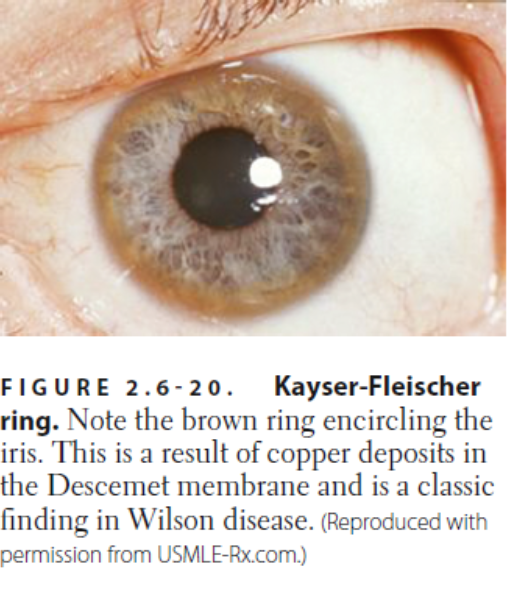 FIGURE 2.6-20. Kayser-Fleischer
ring. Note the brown ring encircling the
iris. This is a result of copper deposits in
the Descemet membrane and is a classic
finding in Wilson disease. (Reproduced with
permission from USMLE-Rx.com.)